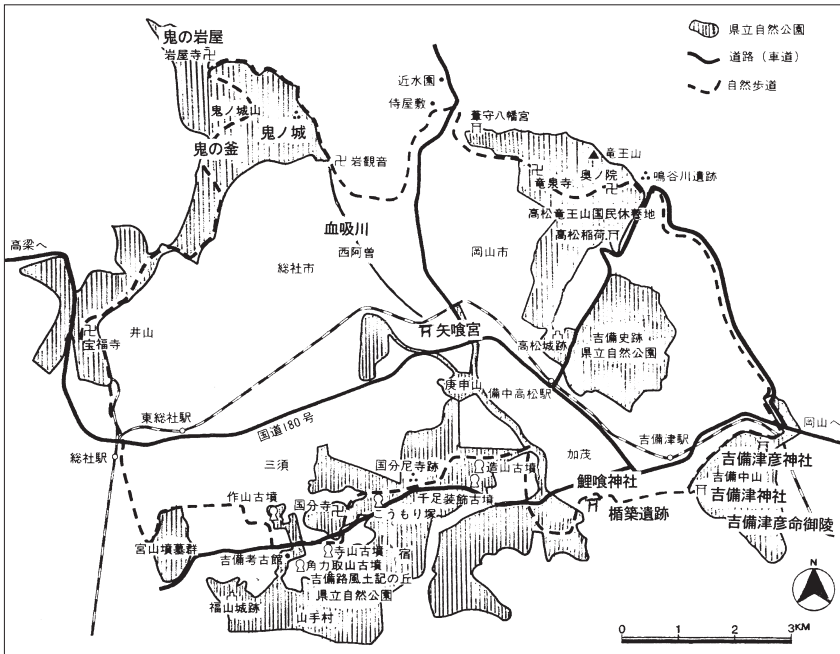 県立自然公園
道路（車道）
自然歩道
鬼の岩屋
岩屋寺
近水園
侍屋敷
葦守八幡宮
鬼ノ城山
鬼ノ城
鬼の釜
岩観音
竜王山
奥ノ院
鳴谷川遺跡
竜泉寺
高松竜王山国民休養地
高松稲荷
血吸川
西阿曽
高梁へ
総社市
岡山市
井山
宝福寺
矢喰宮
高松城跡
吉備史跡
県立自然公園
庚申山
備中高松駅
東総社駅
国道180号
総社駅
吉備津駅
岡山へ
三須
国分尼寺跡
造山古墳
加茂
吉備津彦神社
吉備中山
吉備津神社
吉備津彦命御陵
鯉喰神社
楯築遺跡
作山古墳
国分寺
千足装飾古墳
こうもり塚
宮山墳墓群
寺山古墳
宿
吉備考古館
角力取山古墳
吉備路風土記の丘
県立自然公園
福山城跡
山手村
N
0 1 2 3KM